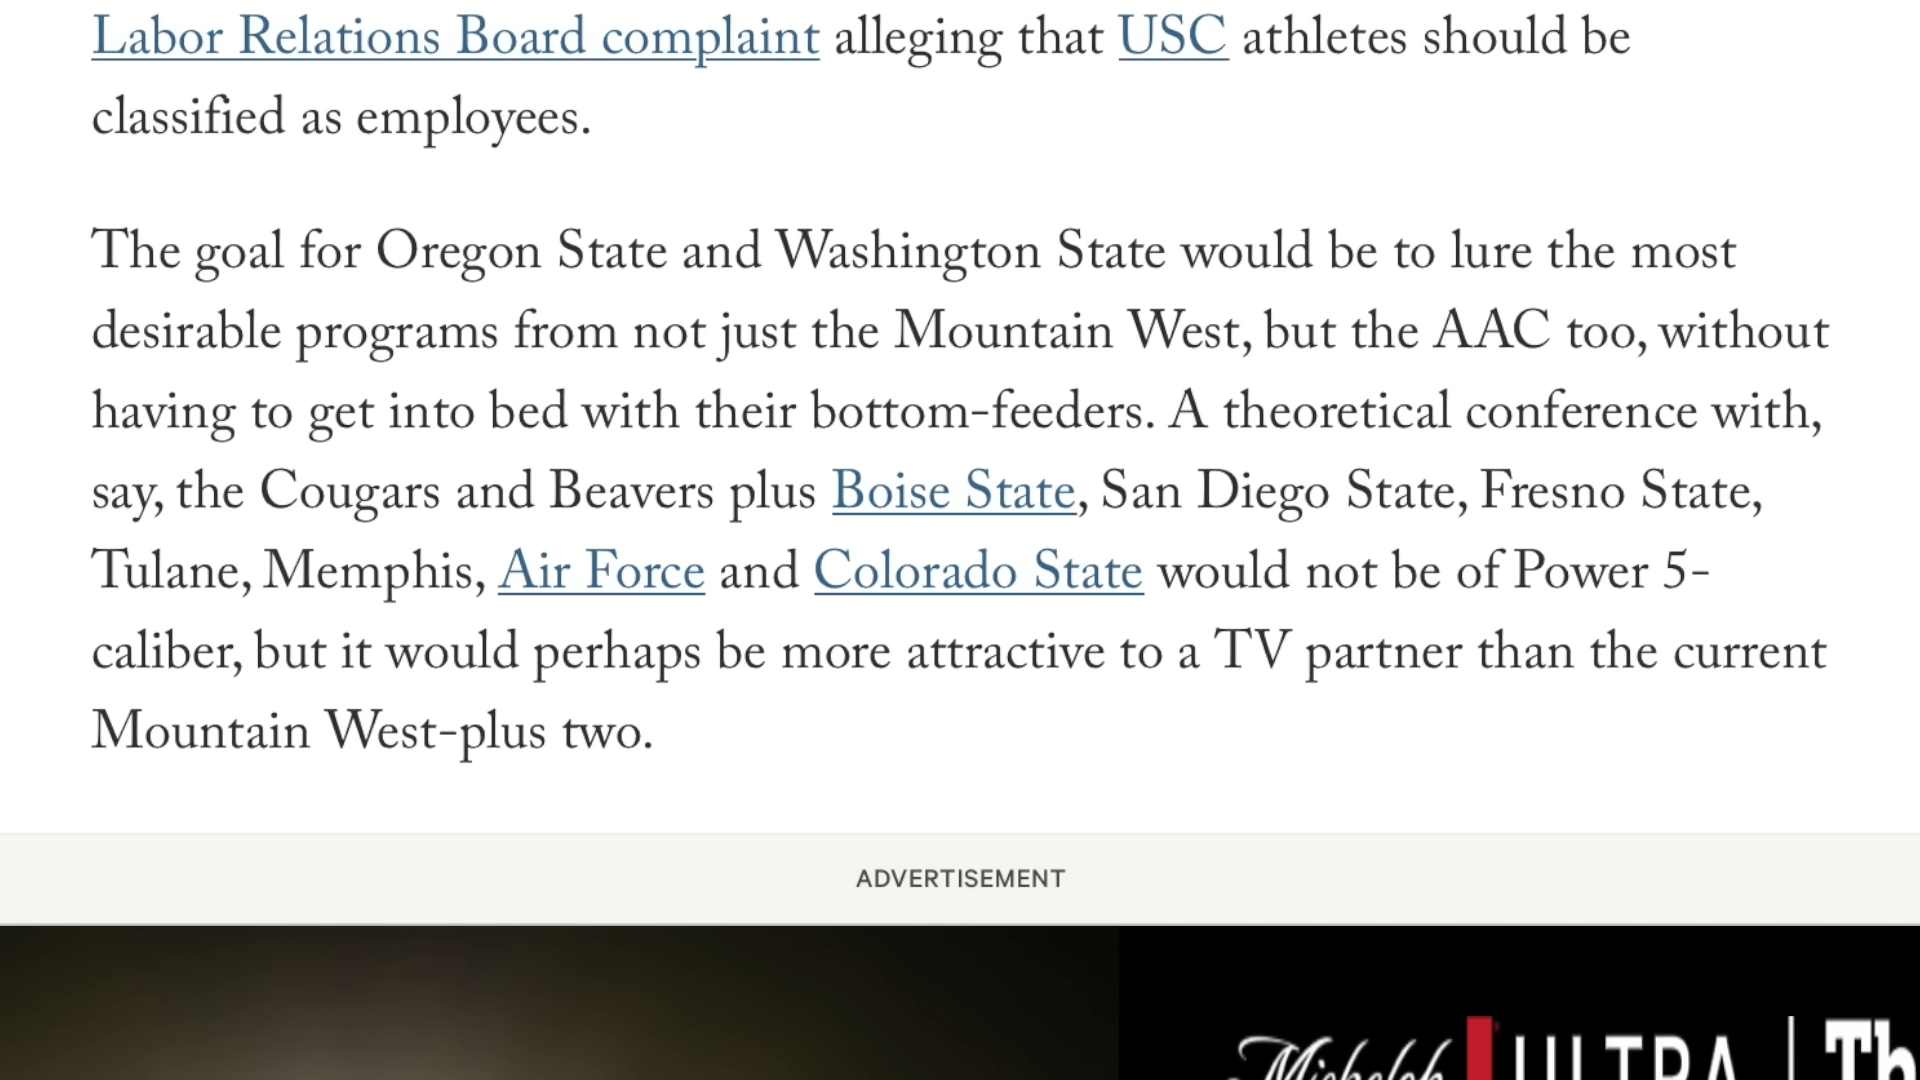 Labor Relations Board complaint alleging that USC athletes should be
classified as employees.
The goal for Oregon State and Washington State would be to lure the most
desirable programs from not just the Mountain West, but the AAC too, without
having to get into bed with their bottom-feeders. A theoretical conference with,
say, the Cougars and Beavers plus Boise State, San Diego State, Fresno State,
Tulane, Memphis, Air Force and Colorado State would not be of Power 5-
caliber, but it would perhaps be more attractive to a TV partner than the current
Mountain West-plus two.
ADVERTISEMENT
Michelob ULTRA | Th